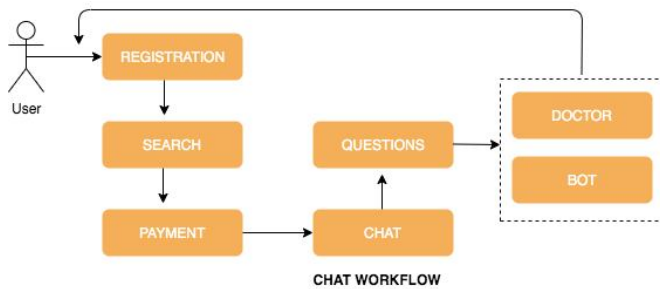 REGISTRATION
User
SEARCH
PAYMENT
QUESTIONS
CHAT
DOCTOR
BOT
CHAT WORKFLOW